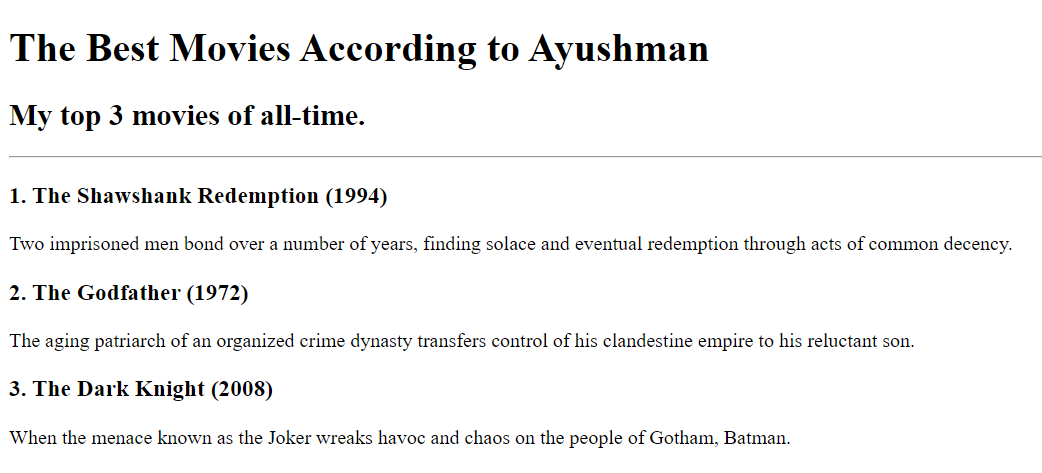 The Best Movies According to Ayushman
My top 3 movies of all-time.
1. The Shawshank Redemption (1994)
Two imprisoned men bond over a number of years, finding solace and eventual redemption through acts of common decency.
2. The Godfather (1972)
The aging patriarch of an organized crime dynasty transfers control of his clandestine empire to his reluctant son.
3. The Dark Knight (2008)
When the menace known as the Joker wreaks havoc and chaos on the people of Gotham, Batman.